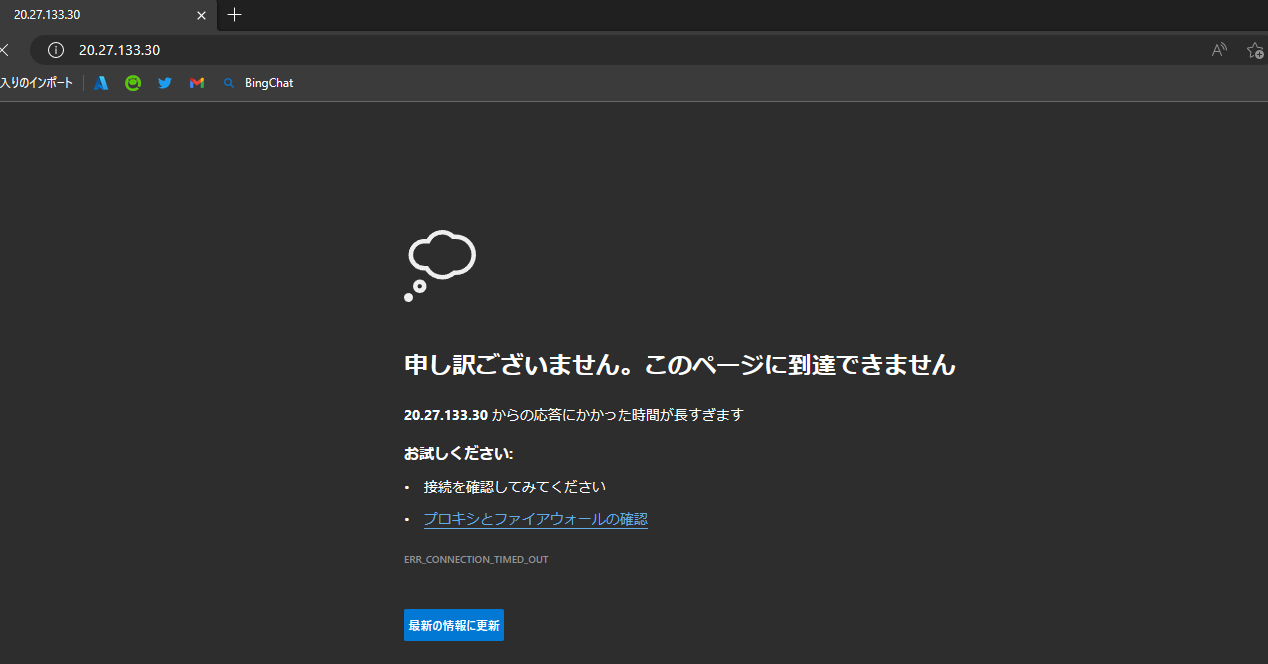 20.27.133.30
20.27.133.30
入りのインポート BingChat
申し訳ございません。このページに到達できません
20.27.133.30 からの応答にかかった時間が長すぎます
お試しください:
• 接続を確認してみてください
• プロキシとファイアウォールの確認
ERR_CONNECTION_TIMED_OUT
最新の情報に更新